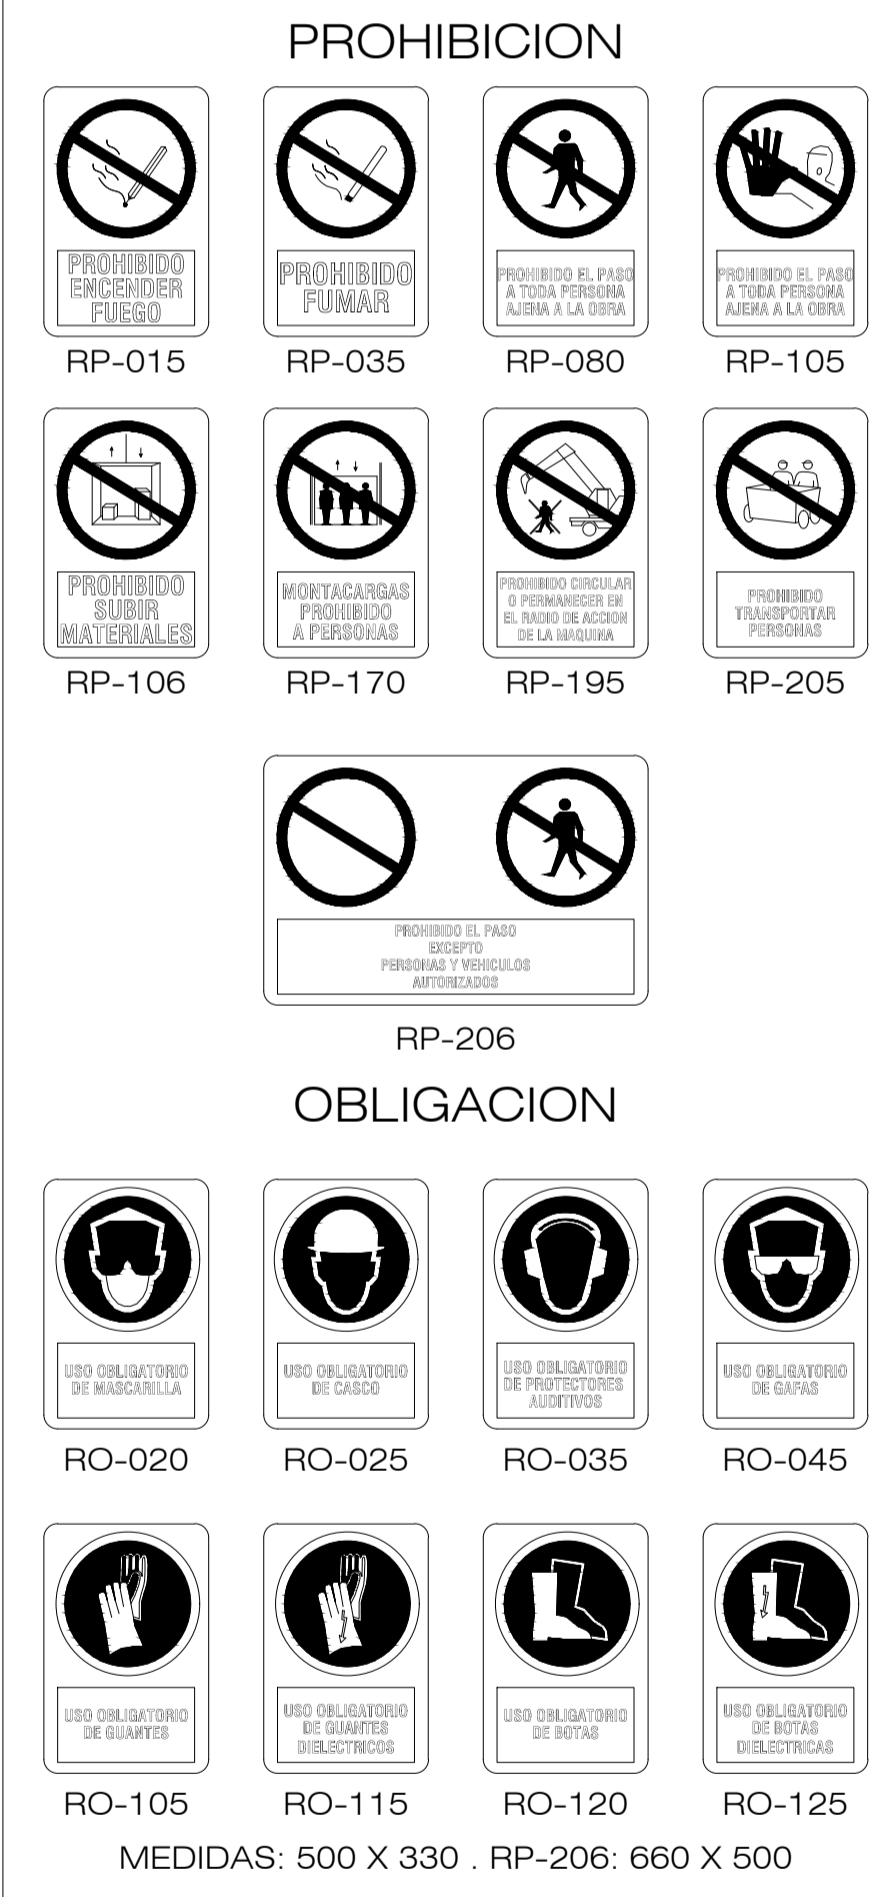 PROHIBICION
PROHIBIDO
ENCENDER
FUEGO
RP-015
PROHIBIDO
FUMAR
RP-035
PROHIBIDO EL PASO
A TODA PERSONA
AJENA A LA OBRA
RP-080
PROHIBIDO EL PASO
A TODA PERSONA
AJENA A LA OBRA
RP-105
PROHIBIDO
SUBIR
MATERIALES
RP-106
MONTACARGAS
PROHIBIDO
A PERSONAS
RP-170
PROHIBIDO CIRCULAR
O PERMANECER EN
EL RADIO DE ACCION
DE LA MAQUINA
RP-195
PROHIBIDO
TRANSPORTAR
PERSONAS
RP-205
PROHIBIDO EL PASO
EXCEPTO
PERSONAS Y VEHICULOS
AUTORIZADOS
RP-206
OBLIGACION
USO OBLIGATORIO
DE MASCARILLA
RO-020
USO OBLIGATORIO
DE CASCO
RO-025
USO OBLIGATORIO
DE PROTECTORES
AUDITIVOS
RO-035
USO OBLIGATORIO
DE GAFAS
RO-045
USO OBLIGATORIO
DE GUANTES
RO-105
USO OBLIGATORIO
DE GUANTES
DIELECTRICOS
RO-115
USO OBLIGATORIO
DE BOTAS
RO-120
USO OBLIGATORIO
DE BOTAS
DIELECTRICAS
RO-125
MEDIDAS: 500 X 330 . RP-206: 660 X 500